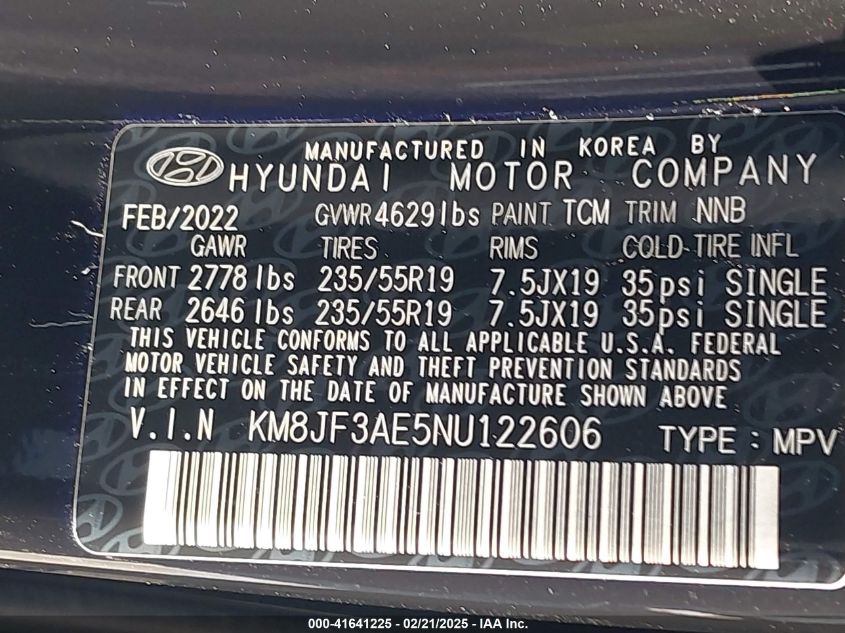 MANUFACTURED IN KOREA BY
HYUNDAI MOTOR COMPANY
FEB/2022 GVWR 4629 lbs PAINT TCM TRIM NNB
GAWR TIRES RIMS COLD TIRE INFL
FRONT 2778 lbs 235/55R19 7.5JX19 35psi SINGLE
REAR 2646 lbs 235/55R19 7.5JX19 35psi SINGLE
THIS VEHICLE CONFORMS TO ALL APPLICABLE U.S.A. FEDERAL
MOTOR VEHICLE SAFETY AND THEFT PREVENTION STANDARDS
IN EFFECT ON THE DATE OF MANUFACTURE SHOWN ABOVE
V.I.N KM8JF3AE5NU122606 TYPE : MPV
000-41641225 - 02/21/2025 - IAA Inc.